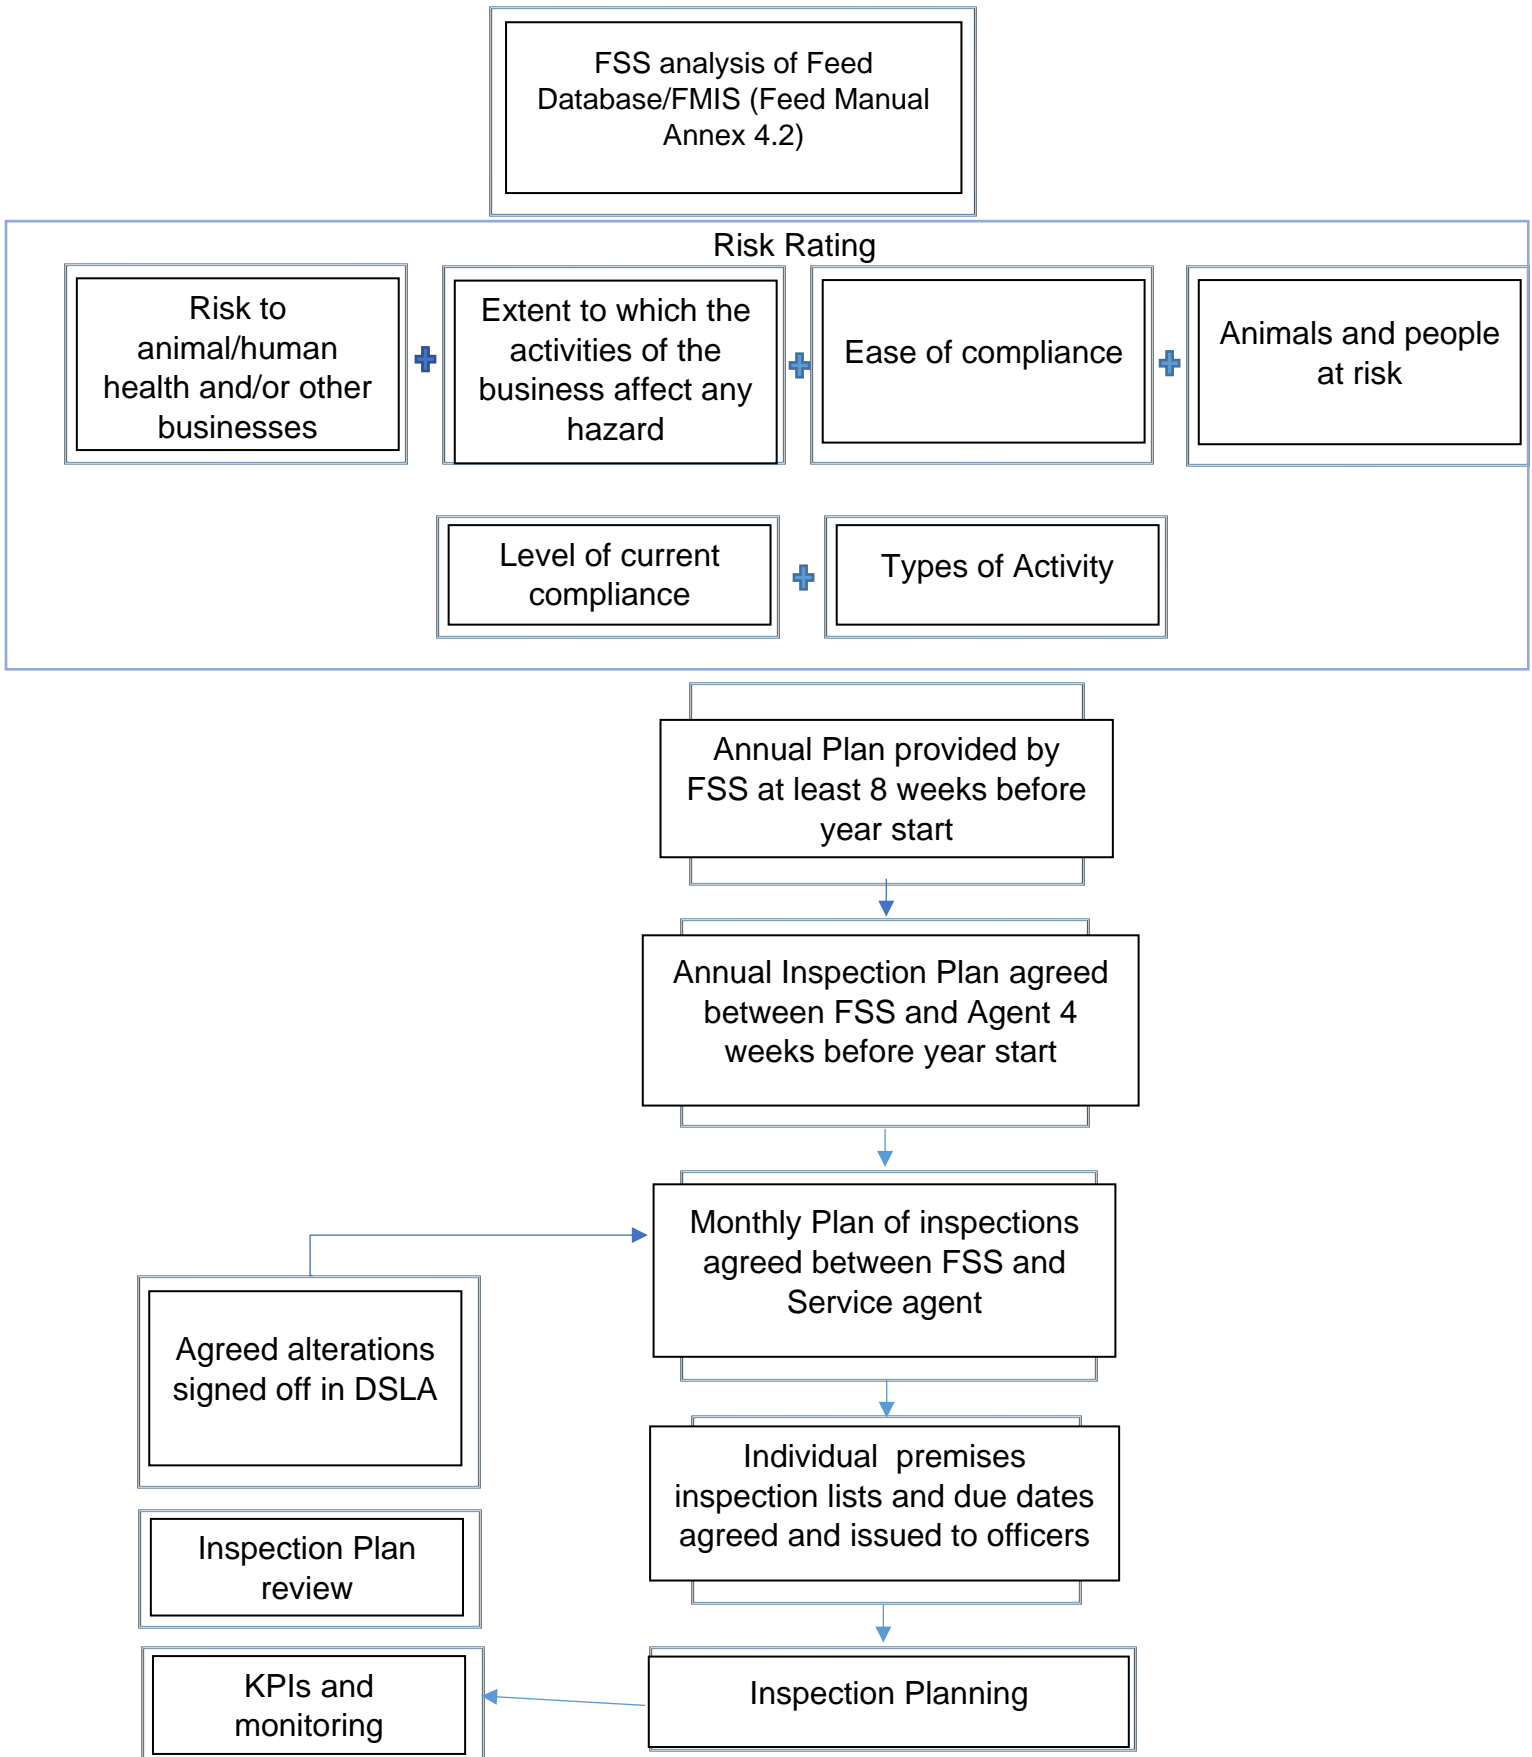 FSS analysis of Feed
Database/FMIS (Feed Manual
Annex 4.2)
Risk Rating
Risk to
animal/human
health and/or other
businesses
Extent to which the
activities of the
business affect any
hazard
Ease of compliance
Animals and people
at risk
Level of current
compliance
Types of Activity
Annual Plan provided by
FSS at least 8 weeks before
year start
Annual Inspection Plan agreed
between FSS and Agent 4
weeks before year start
Monthly Plan of inspections
agreed between FSS and
Service agent
Agreed alterations
signed off in DSLA
Individual premises
inspection lists and due dates
agreed and issued to officers
Inspection Plan
review
KPIs and
monitoring
Inspection Planning